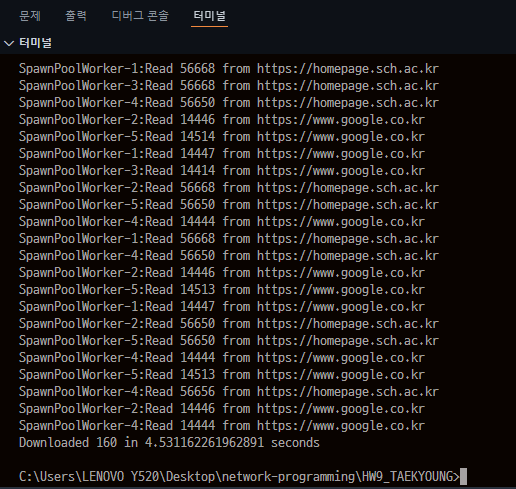 문제 출력 디버그 콘솔 터미널
터미널
SpawnPoolWorker-1:Read 56668 from https://homepage.sch.ac.kr
SpawnPoolWorker-3:Read 56668 from https://homepage.sch.ac.kr
SpawnPoolWorker-4:Read 56650 from https://homepage.sch.ac.kr
SpawnPoolWorker-2:Read 14446 from https://www.google.co.kr
SpawnPoolWorker-5:Read 14514 from https://www.google.co.kr
SpawnPoolWorker-1:Read 14447 from https://www.google.co.kr
SpawnPoolWorker-3:Read 14414 from https://www.google.co.kr
SpawnPoolWorker-2:Read 56668 from https://homepage.sch.ac.kr
SpawnPoolWorker-5:Read 56650 from https://homepage.sch.ac.kr
SpawnPoolWorker-4:Read 14444 from https://www.google.co.kr
SpawnPoolWorker-1:Read 56668 from https://homepage.sch.ac.kr
SpawnPoolWorker-4:Read 56650 from https://homepage.sch.ac.kr
SpawnPoolWorker-2:Read 14446 from https://www.google.co.kr
SpawnPoolWorker-5:Read 14513 from https://www.google.co.kr
SpawnPoolWorker-1:Read 14447 from https://www.google.co.kr
SpawnPoolWorker-2:Read 56650 from https://homepage.sch.ac.kr
SpawnPoolWorker-5:Read 56650 from https://homepage.sch.ac.kr
SpawnPoolWorker-4:Read 14444 from https://www.google.co.kr
SpawnPoolWorker-5:Read 14513 from https://www.google.co.kr
SpawnPoolWorker-4:Read 56656 from https://homepage.sch.ac.kr
SpawnPoolWorker-2:Read 14446 from https://www.google.co.kr
SpawnPoolWorker-4:Read 14444 from https://www.google.co.kr
Downloaded 160 in 4.531162261962891 seconds
C:\Users\LENOVO Y520\Desktop\network-programming\HW9_TAEKYOUNG>